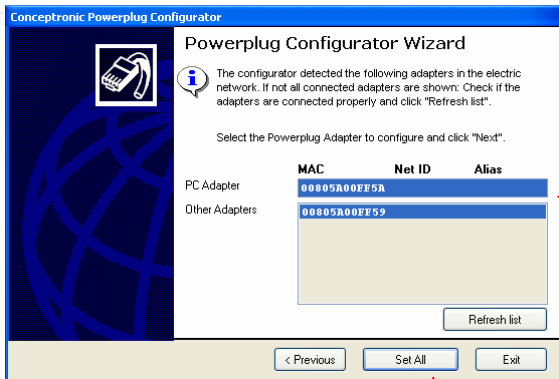 Conceptronic Powerplug Configurator
Powerplug Configurator Wizard
The configurator detected the following adapters in the electric
network. If not all connected adapters are shown: Check if the
adapters are connected properly and click "Refresh list".
Select the Powerplug Adapter to configure and click "Next".
MAC Net ID Alias
PC Adapter 00805A00FF5A
Other Adapters 00805A00FF59
Refresh list
< Previous Set All Exit